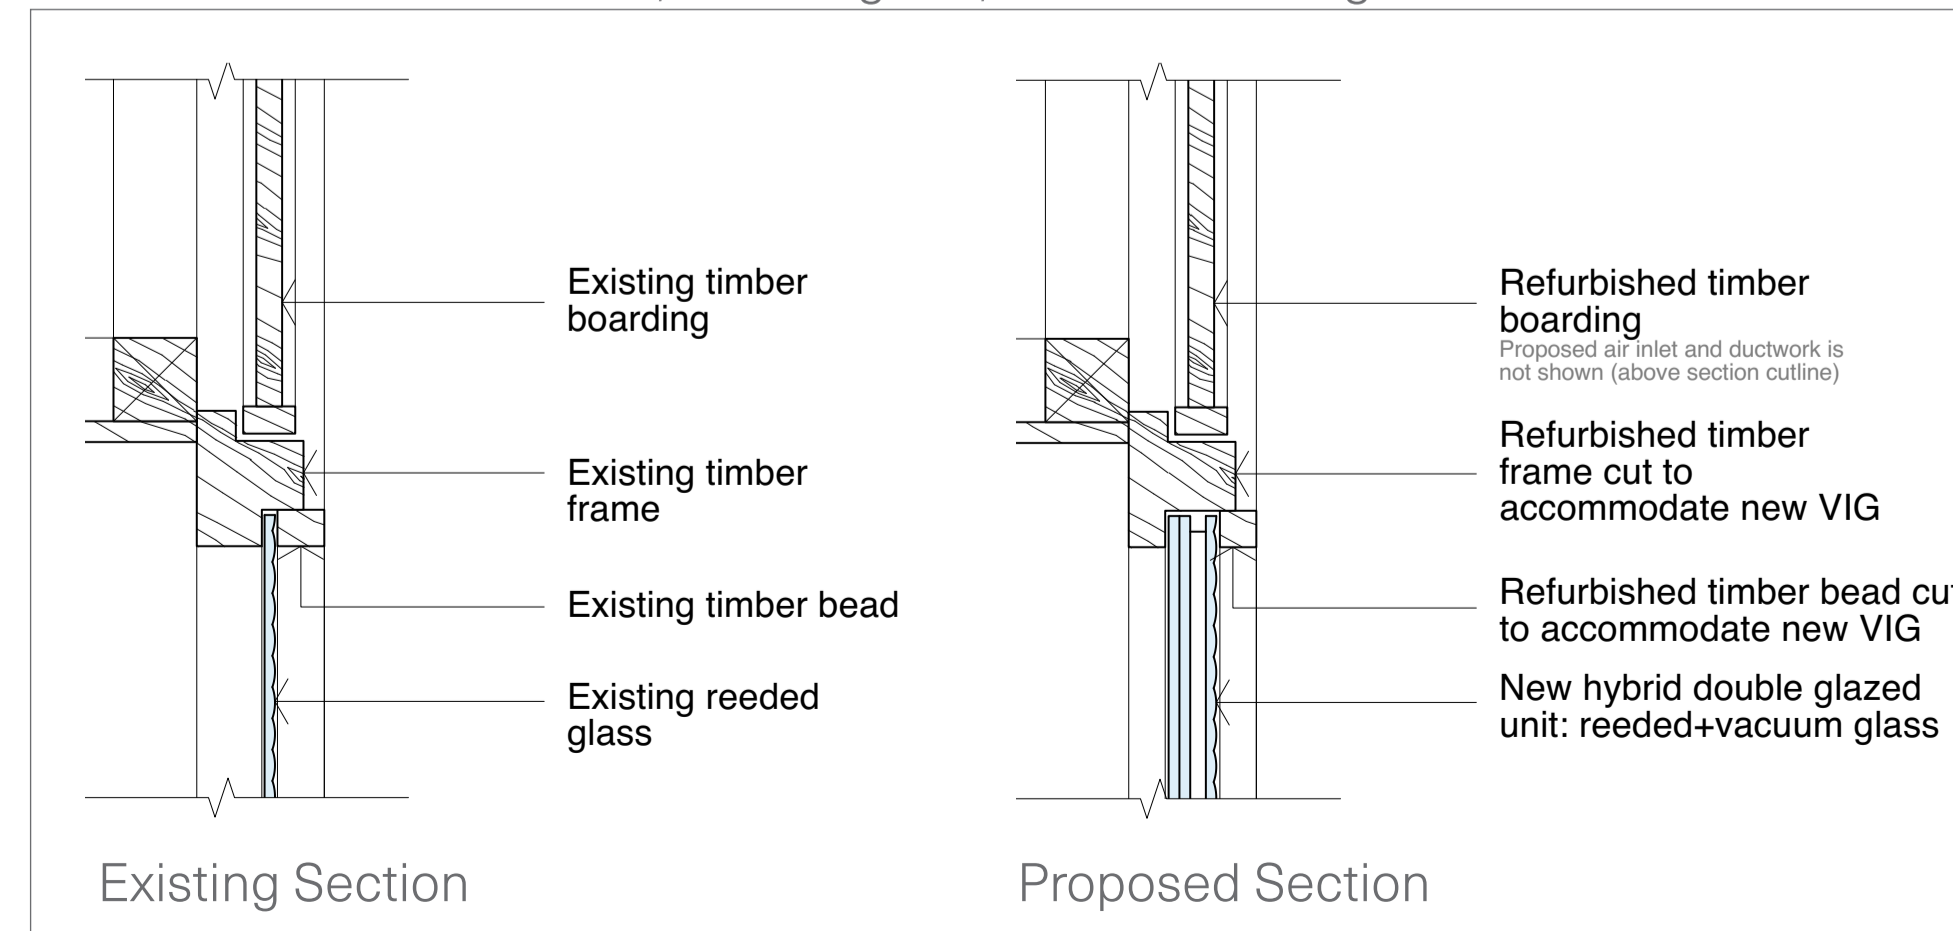 Existing timber
boarding
Existing timber
frame
Existing timber bead
Existing reeded
glass
Existing Section
Refurbished timber
boarding
Proposed air inlet and ductwork is
not shown (above section cutline)
Refurbished timber
frame cut to
accommodate new VIG
Refurbished timber bead
to accommodate new VIG
New hybrid double glazed
unit: reeded+vacuum glass
Proposed Section